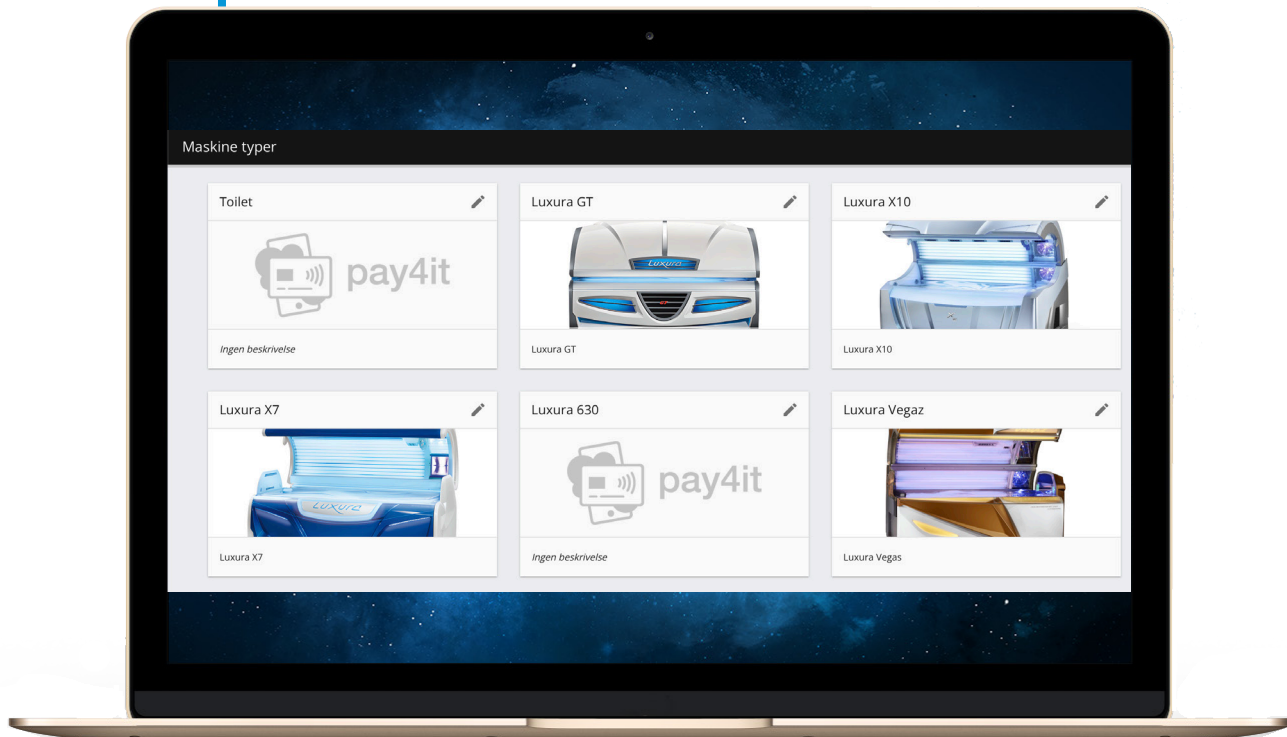 Maskine typer
Toilet
pay4it
Ingen beskrivelse
Luxura GT
Luxura
Luxura GT
Luxura X10
Luxura X10
Luxura X7
Luxura
Luxura X7
Luxura 630
pay4it
Ingen beskrivelse
Luxura Vegaz
Luxura Vegas